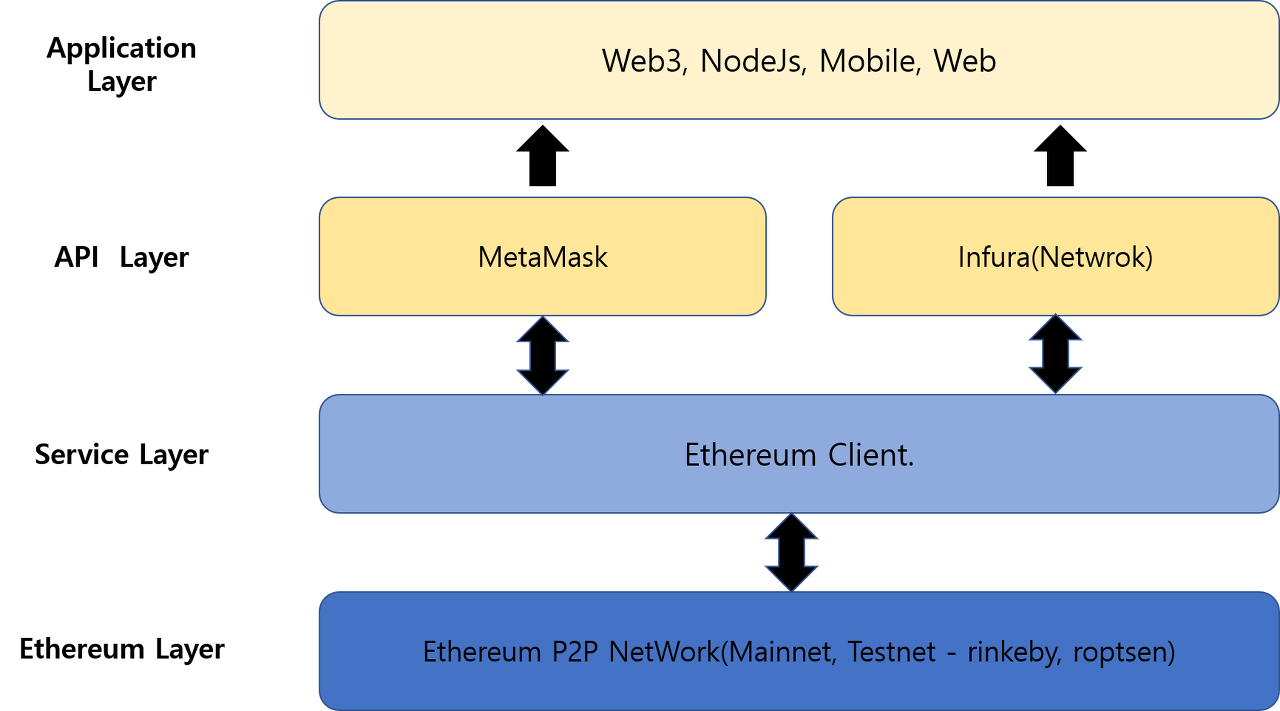 Application
Layer
Web3, NodeJs, Mobile, Web
API Layer
MetaMask
Infura(Netwrok)
Service Layer
Ethereum Client.
Ethereum Layer
Ethereum P2P NetWork(Mainnet, Testnet - rinkeby, roptsen)